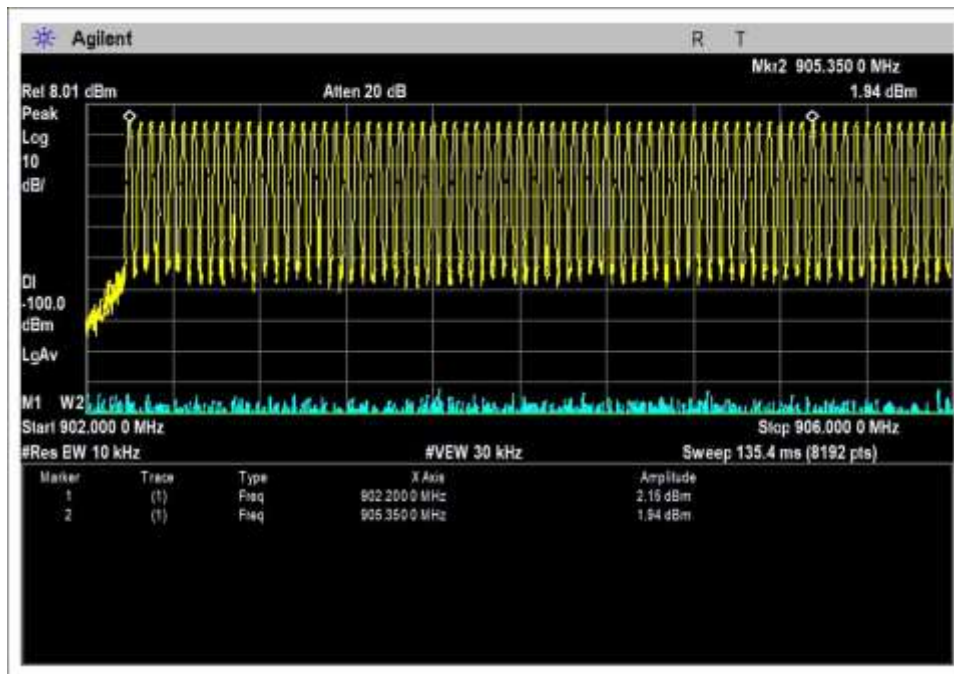 Agilent R T
Mkr2 905.350 0 MHz
Ref 8.01 dBm Atten 20 dB 1.94 dBm
Peak
Log
10
dB/
DI
-100.0
dBm
LgAv
M1 W2
Start 902.000 0 MHz Stop 906.000 0 MHz
#Res BW 10 kHz #VBW 30 kHz Sweep 135.4 ms (8192 pts)
Marker Trace Type X Axis Amplitude
1 (1) Freq 902.200 0 MHz 2.16 dBm
2 (1) Freq 905.350 0 MHz 1.94 dBm